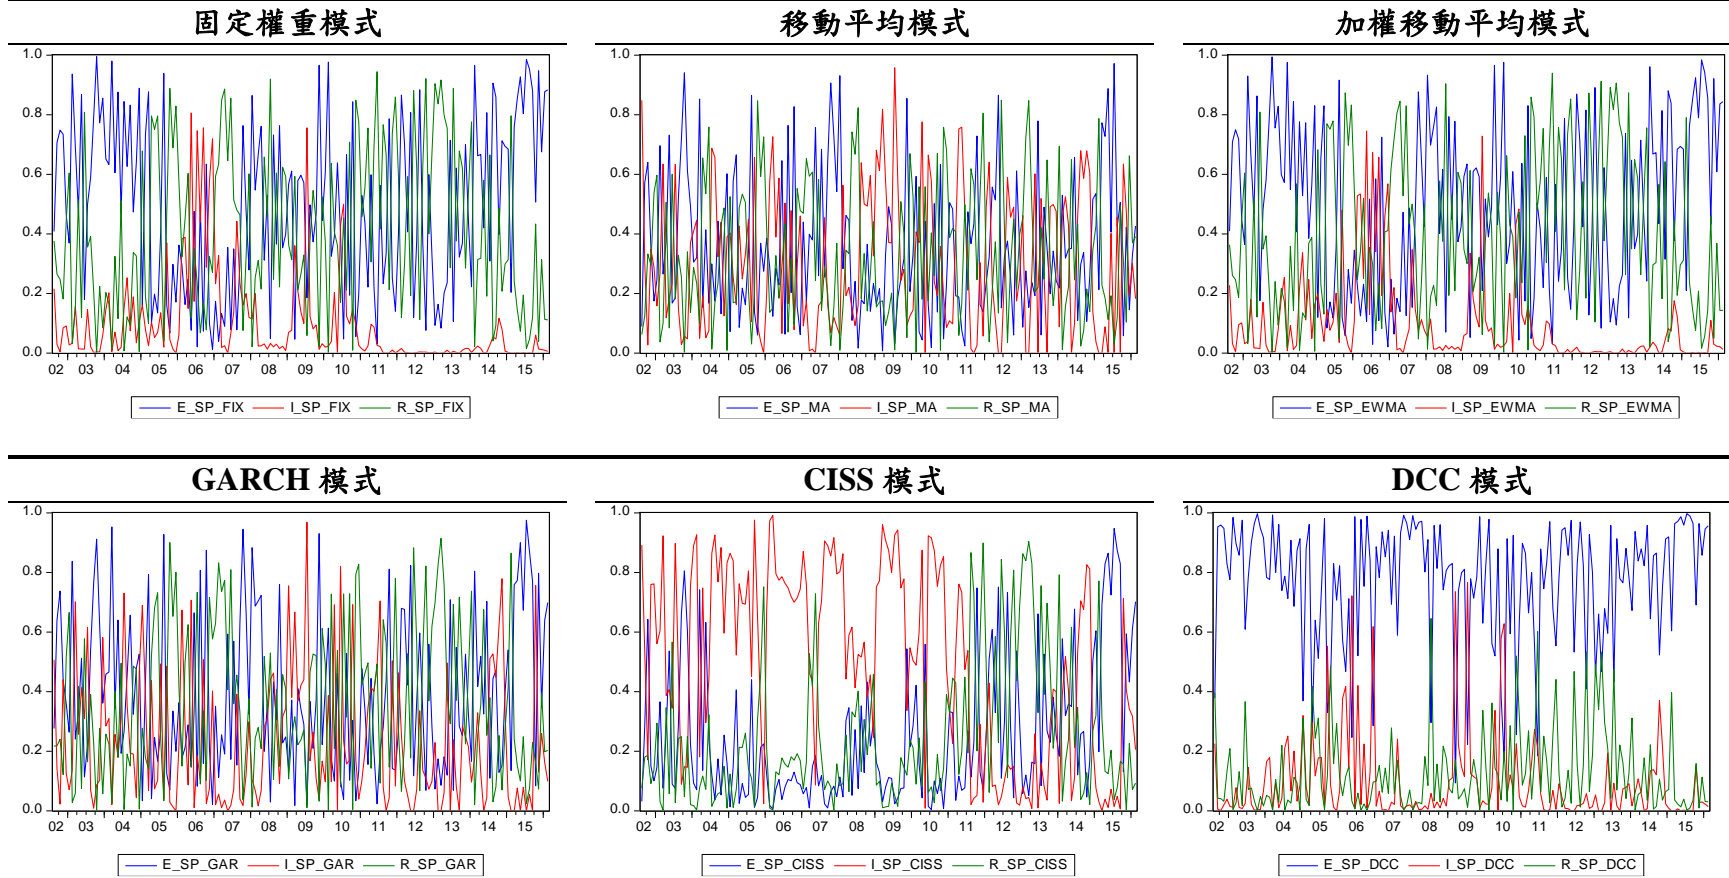 固定權重模式
1.0
0.8
0.6
0.4
0.2
0.0
02 03 04 05 06 07 08 09 10 11 12 13 14 15
E_SP_FIX I_SP_FIX R_SP_FIX
移動平均模式
1.0
0.8
0.6
0.4
0.2
0.0
02 03 04 05 06 07 08 09 10 11 12 13 14 15
E_SP_MA I_SP_MA R_SP_MA
加權移動平均模式
1.0
0.8
0.6
0.4
0.2
0.0
02 03 04 05 06 07 08 09 10 11 12 13 14 15
E_SP_EWMA I_SP_EWMA R_SP_EWMA
GARCH 模式
1.0
0.8
0.6
0.4
0.2
0.0
02 03 04 05 06 07 08 09 10 11 12 13 14 15
E_SP_GAR I_SP_GAR R_SP_GAR
CISS 模式
1.0
0.8
0.6
0.4
0.2
0.0
02 03 04 05 06 07 08 09 10 11 12 13 14 15
E_SP_CISS I_SP_CISS R_SP_CISS
DCC 模式
1.0
0.8
0.6
0.4
0.2
0.0
02 03 04 05 06 07 08 09 10 11 12 13 14 15
E_SP_DCC I_SP_DCC R_SP_DCC